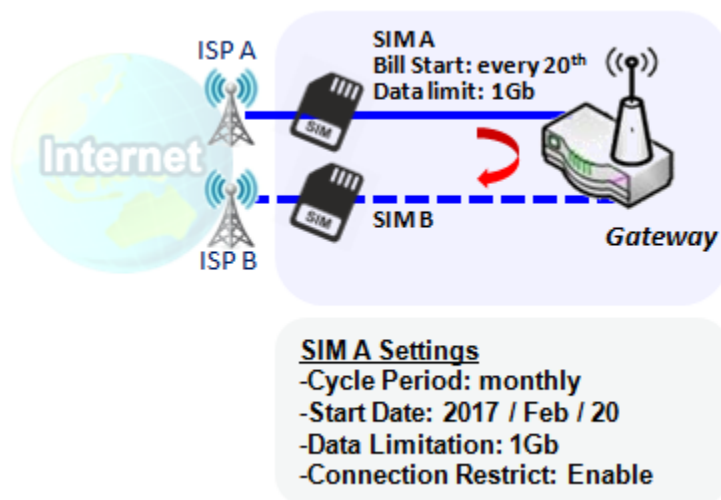 ISP A
SIM A
Bill Start: every 20th
Data limit: 1Gb
SIM
Internet
SIM
SIM B
ISP B
Gateway
SIM A Settings
-Cycle Period: monthly
-Start Date: 2017 / Feb / 20
-Data Limitation: 1Gb
-Connection Restrict: Enable